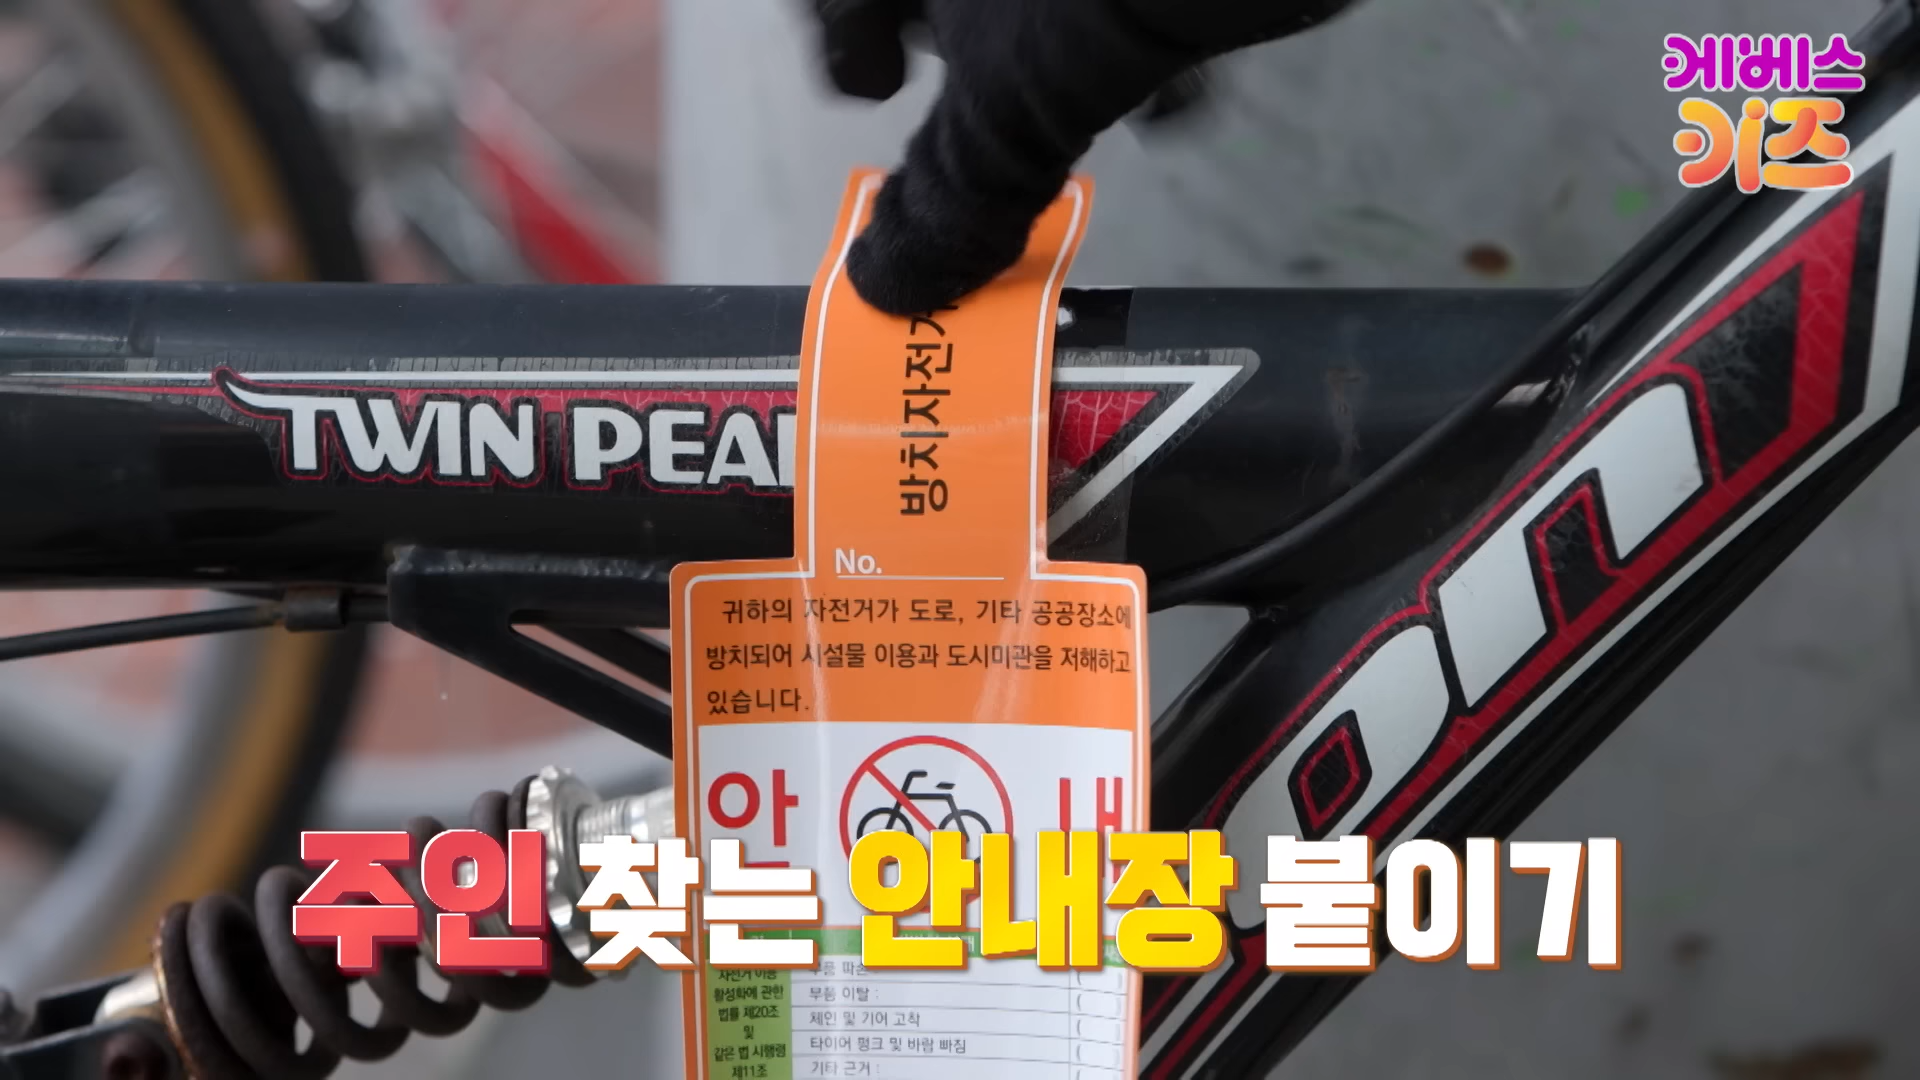 케베스
키즈
방치자전거
TWIN PEA
No.
귀하의 자전거가 도로, 기타 공공장소에
방치되어 시설물 이용과 도시미관을 저해하고
있습니다.
안 내
주인 찾는 안내장 붙이기
자전거 이용
활성화에 관한
법률 제20조
및
같은 법 시행령
제11조
부품 파손 :
부품 이탈 :
체인 및 기어 고착
타이어 펑크 및 바람 빠짐
기타 근거 :
on